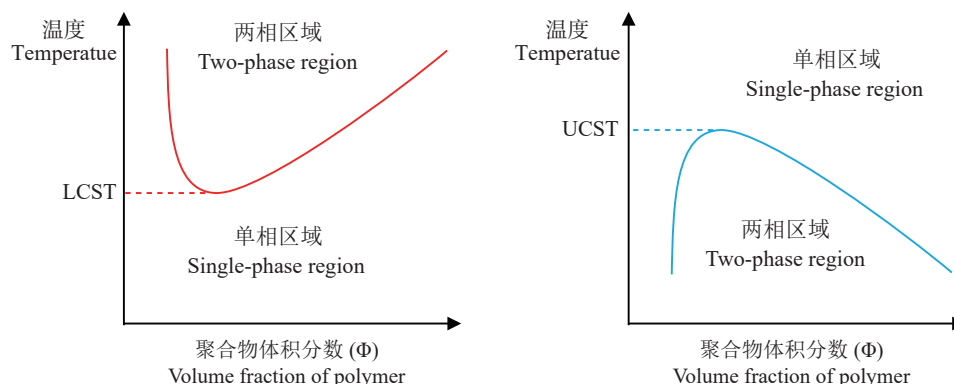 温度
Temperatue
两相区域
Two-phase region
LCST
单相区域
Single-phase region
聚合物体积分数 (Φ)
Volume fraction of polymer
温度
Temperatue
单相区域
Single-phase region
UCST
两相区域
Two-phase region
聚合物体积分数 (Φ)
Volume fraction of polymer